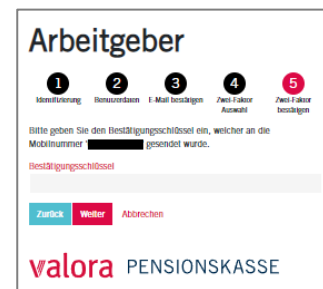 Arbeitgeber
1 2 3 4 5
Identifizierung Benutzerdaten E-Mail bestätigen Zwei-Faktor Auswahl Zwei-Faktor bestätigen
Bitte geben Sie den Bestätigungsschlüssel ein, welcher an die
Mobilnummer gesendet wurde.
Bestätigungsschlüssel
Zurück Weiter Abbrechen
valora PENSIONSKASSE